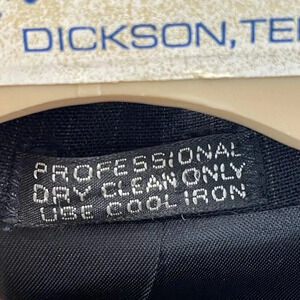 DICKSON, TE
PROFESSIONAL
DRY CLEAN ONLY
USE COOL IRON